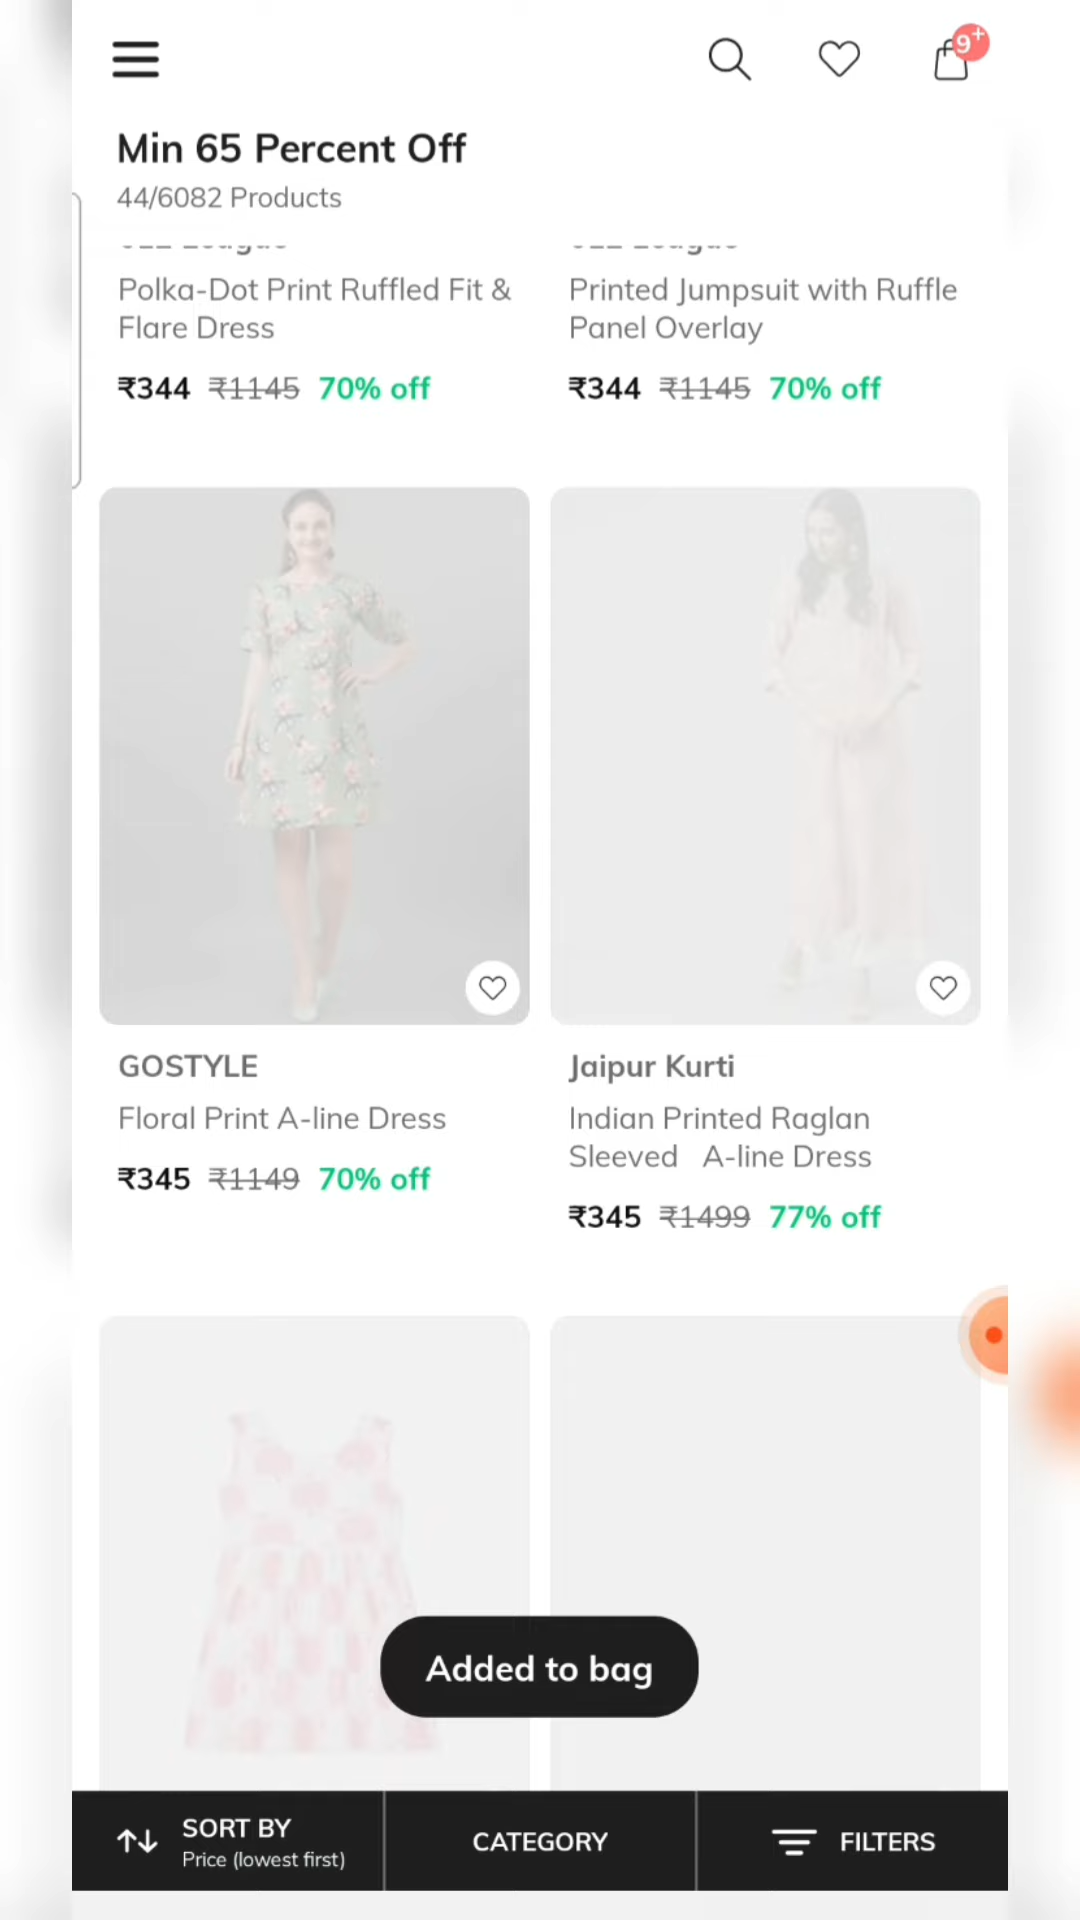 9+
Min 65 Percent Off
44/6082 Products
Polka-Dot Print Ruffled Fit &
Flare Dress
₹344 ₹1145 70% off
Printed Jumpsuit with Ruffle
Panel Overlay
₹344 ₹1145 70% off
GOSTYLE
Floral Print A-line Dress
₹345 ₹1149 70% off
Jaipur Kurti
Indian Printed Raglan
Sleeved A-line Dress
₹345 ₹1499 77% off
Added to bag
SORT BY
Price (lowest first)
CATEGORY
FILTERS